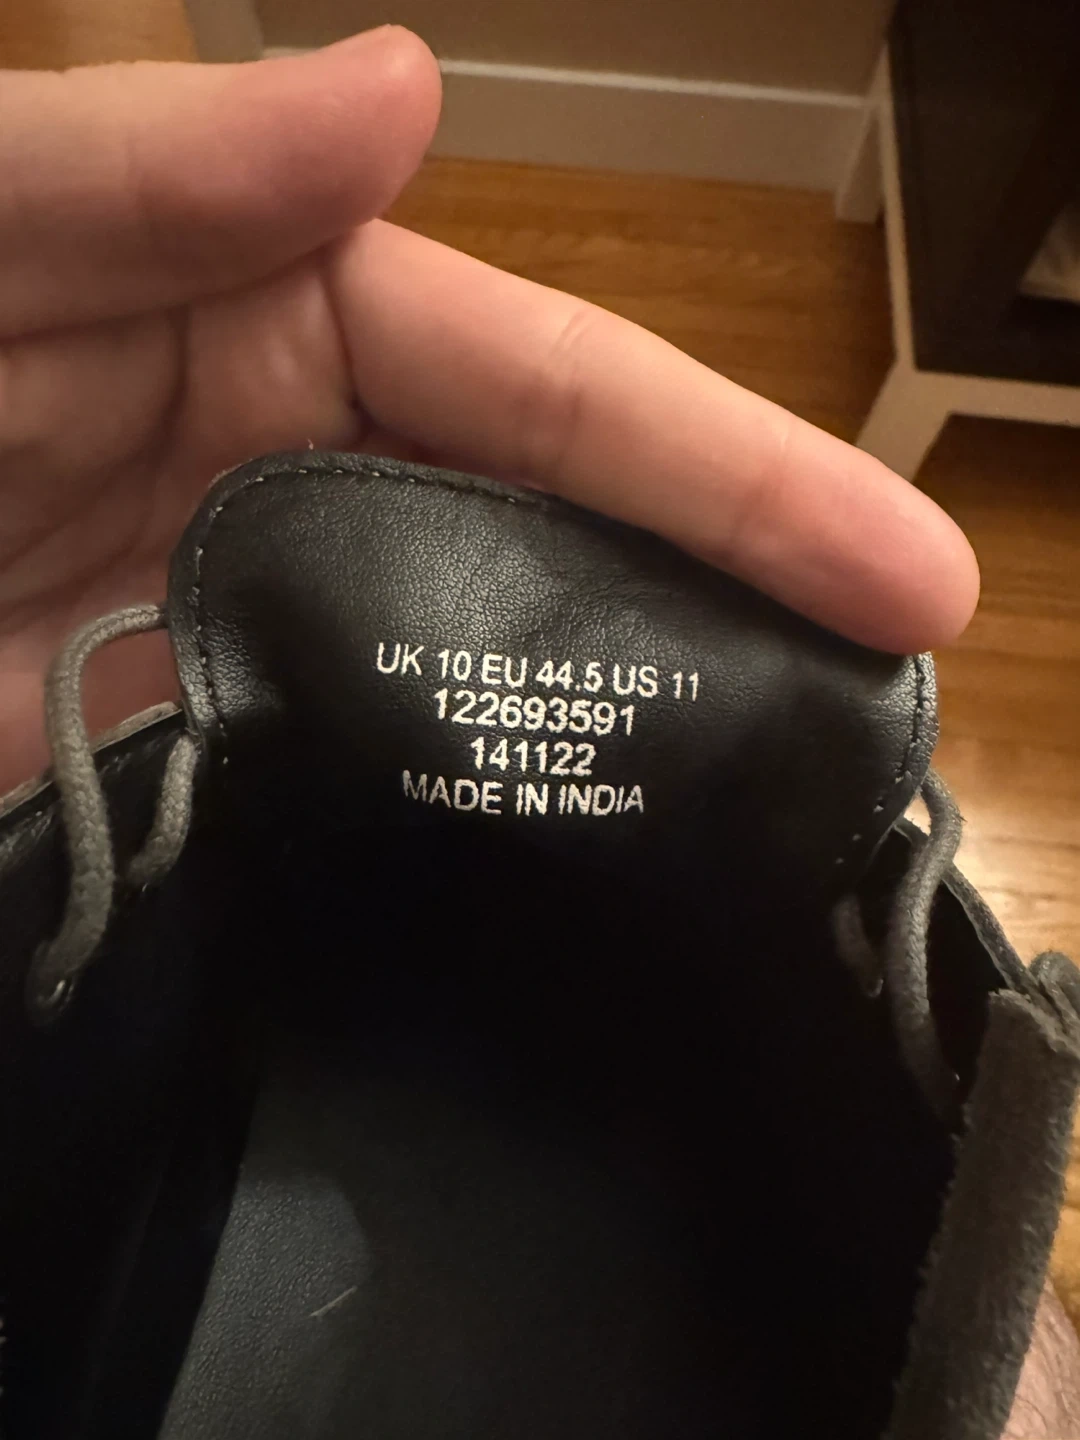 UK 10 EU 44.5 US 11
122693591
141122
MADE IN INDIA